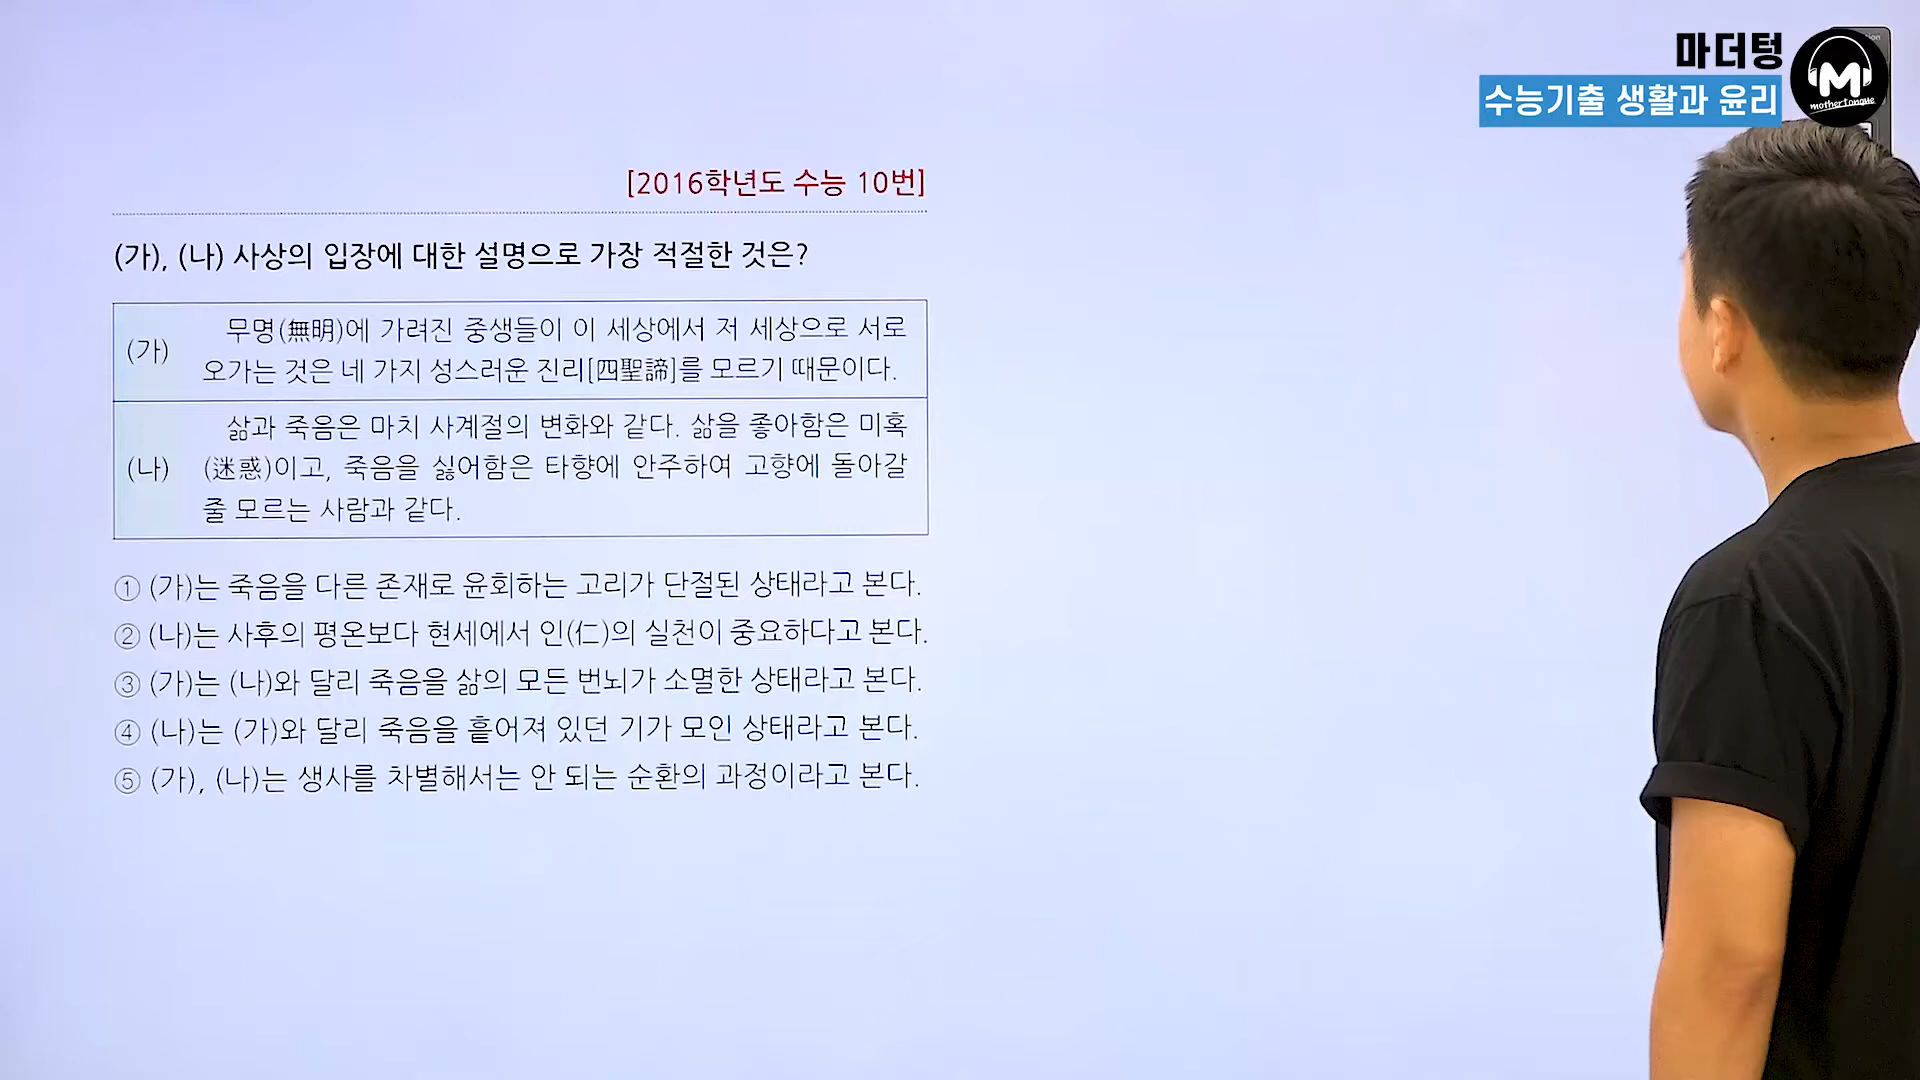 마더텅
수능기출 생활과 윤리
M
mothertongue
[2016학년도 수능 10번]
(가), (나) 사상의 입장에 대한 설명으로 가장 적절한 것은?
(가)
무명(無明)에 가려진 중생들이 이 세상에서 저 세상으로 서로
오가는 것은 네 가지 성스러운 진리[四聖諦]를 모르기 때문이다.
(나)
삶과 죽음은 마치 사계절의 변화와 같다. 삶을 좋아함은 미혹
(迷惑)이고, 죽음을 싫어함은 타향에 안주하여 고향에 돌아갈
줄 모르는 사람과 같다.
① (가)는 죽음을 다른 존재로 윤회하는 고리가 단절된 상태라고 본다.
② (나)는 사후의 평온보다 현세에서 인(仁)의 실천이 중요하다고 본다.
③ (가)는 (나)와 달리 죽음을 삶의 모든 번뇌가 소멸한 상태라고 본다.
④ (나)는 (가)와 달리 죽음을 흩어져 있던 기가 모인 상태라고 본다.
⑤ (가), (나)는 생사를 차별해서는 안 되는 순환의 과정이라고 본다.